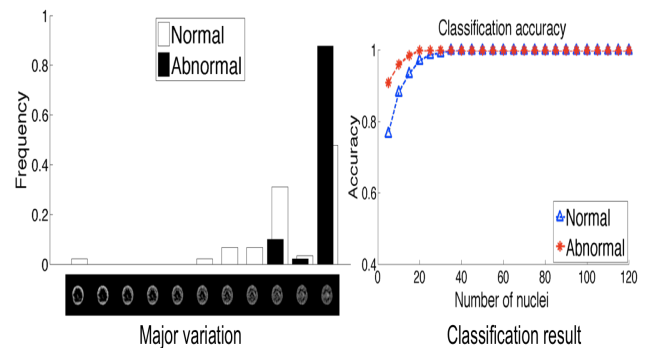 1
0.8
0.6
0.4
0.2
0
Frequency
Normal
Abnormal
Major variation
Classification accuracy
1
0.8
0.6
0.4
Accuracy
Normal
Abnormal
0 20 40 60 80 100 120
Number of nuclei
Classification result